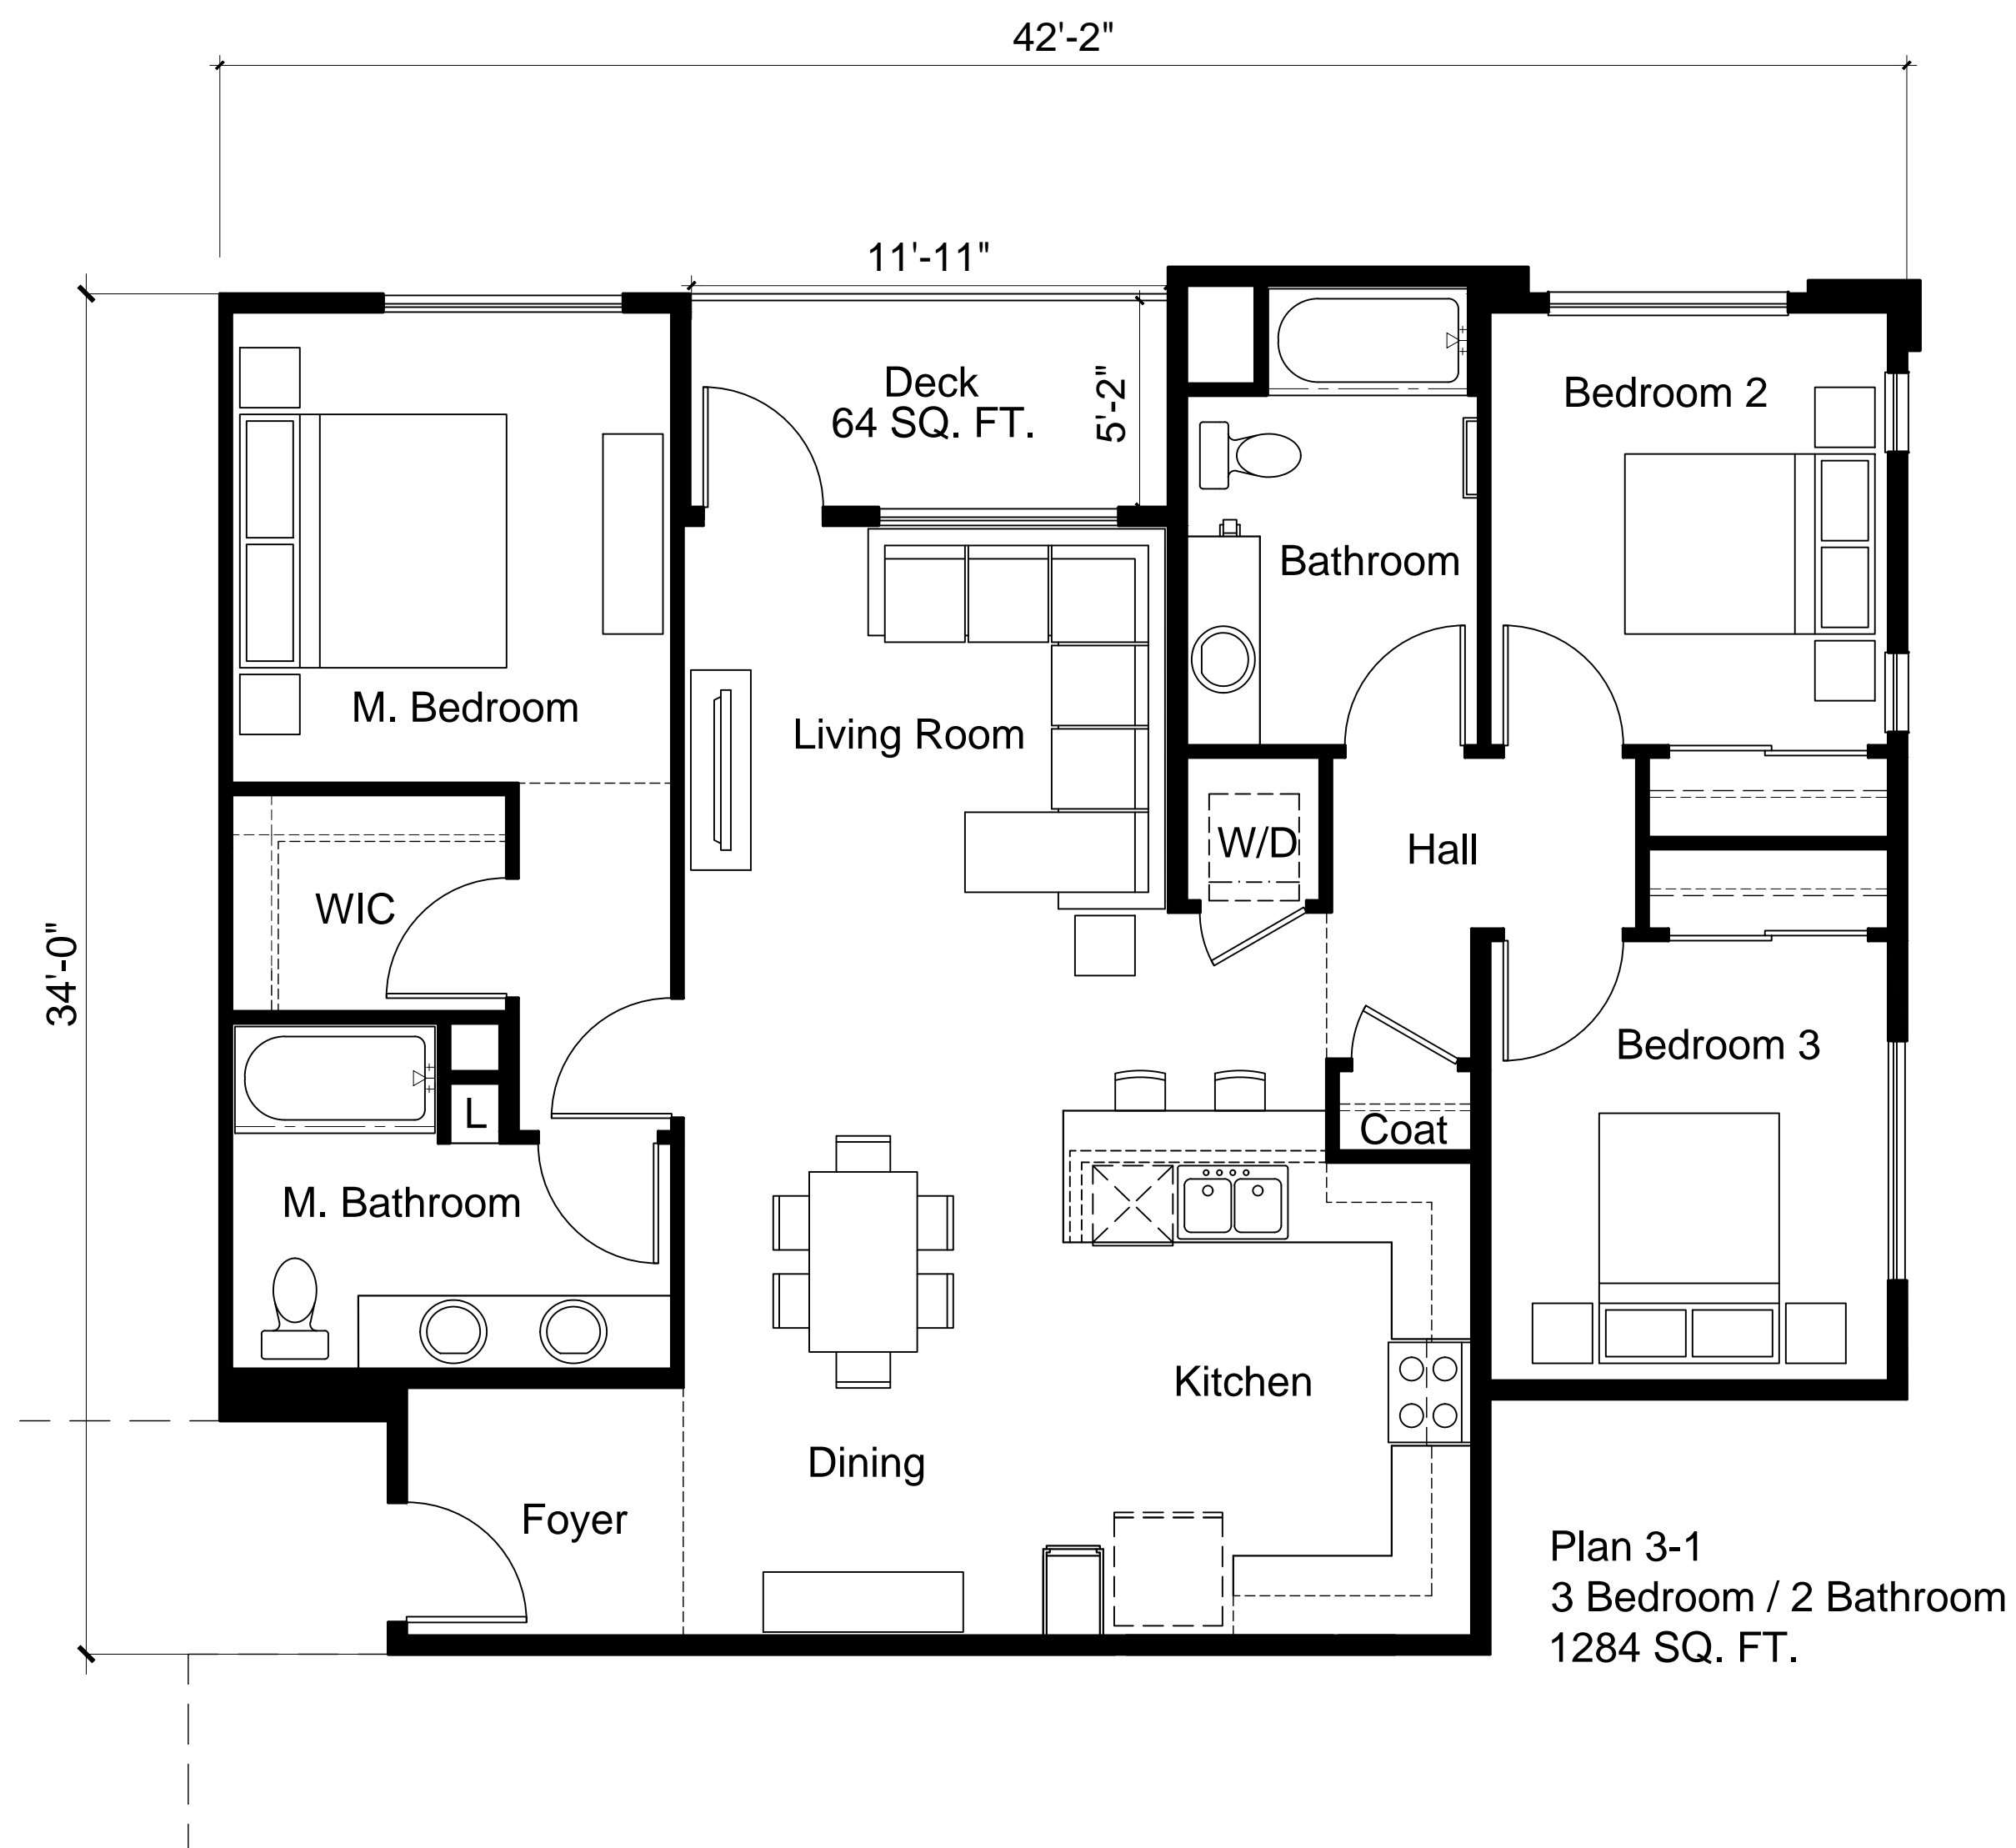 42'-2"
11'-11"
Deck
64 SQ. FT.
5'-2"
Bedroom 2
Bathroom
M. Bedroom
Living Room
W/D
Hall
WIC
34'-0"
Bedroom 3
L
Coat
M. Bathroom
Kitchen
Dining
Foyer
Plan 3-1
3 Bedroom / 2 Bathroom
1284 SQ. FT.